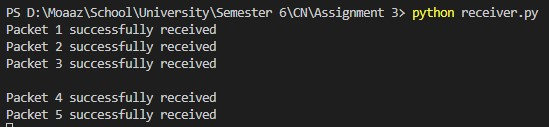 PS D:\Moaaz\School\University\Semester 6\CN\Assignment 3> python receiver.py
Packet 1 successfully received
Packet 2 successfully received
Packet 3 successfully received
Packet 4 successfully received
Packet 5 successfully received